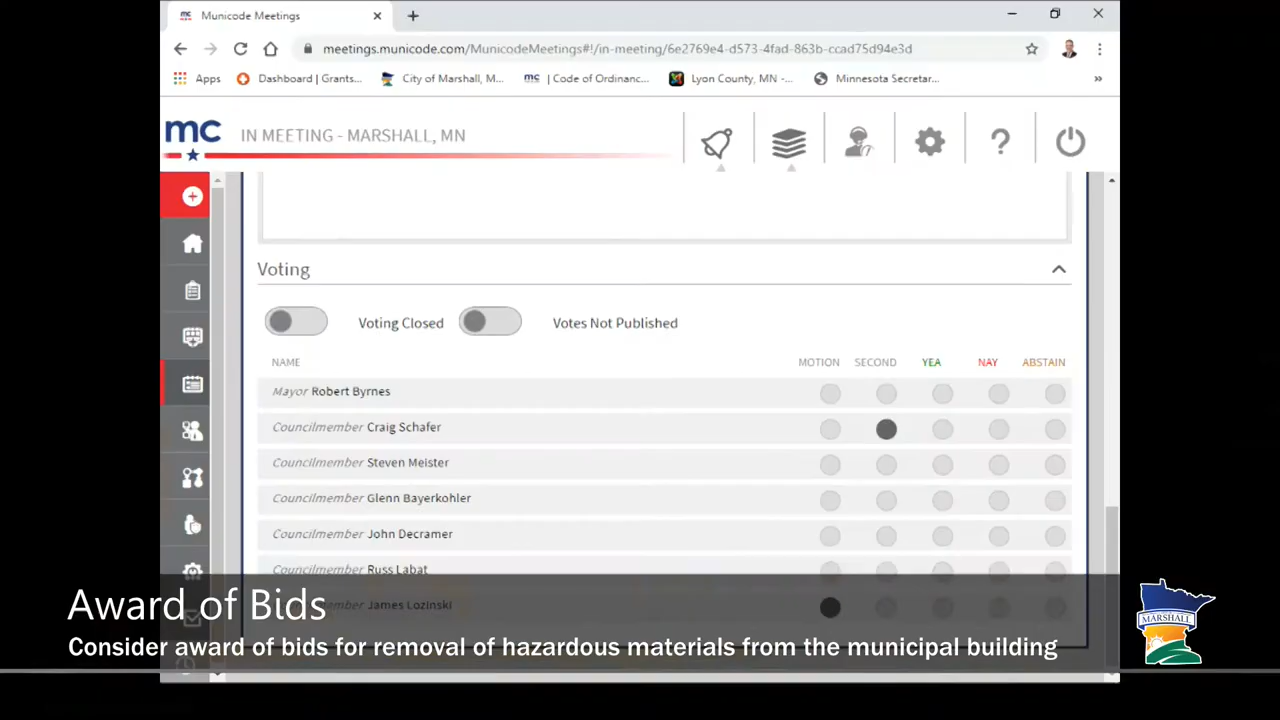 mc Municode Meetings
meetings.municode.com/MunicodeMeetings#!/in-meeting/6e2769e4-d573-4fad-863b-ccad75d94e3d
Apps Dashboard | Grants... City of Marshall, M... mc | Code of Ordinanc... Lyon County, MN -... Minnesota Secretar... »
mc IN MEETING - MARSHALL, MN
Voting
Voting Closed Votes Not Published
NAME MOTION SECOND YEA NAY ABSTAIN
Mayor Robert Byrnes
Councilmember Craig Schafer
Councilmember Steven Meister
Councilmember Glenn Bayerkohler
Councilmember John Decramer
Councilmember Russ Labat
Councilmember James Lozinski
Award of Bids
Consider award of bids for removal of hazardous materials from the municipal building
MARSHALL